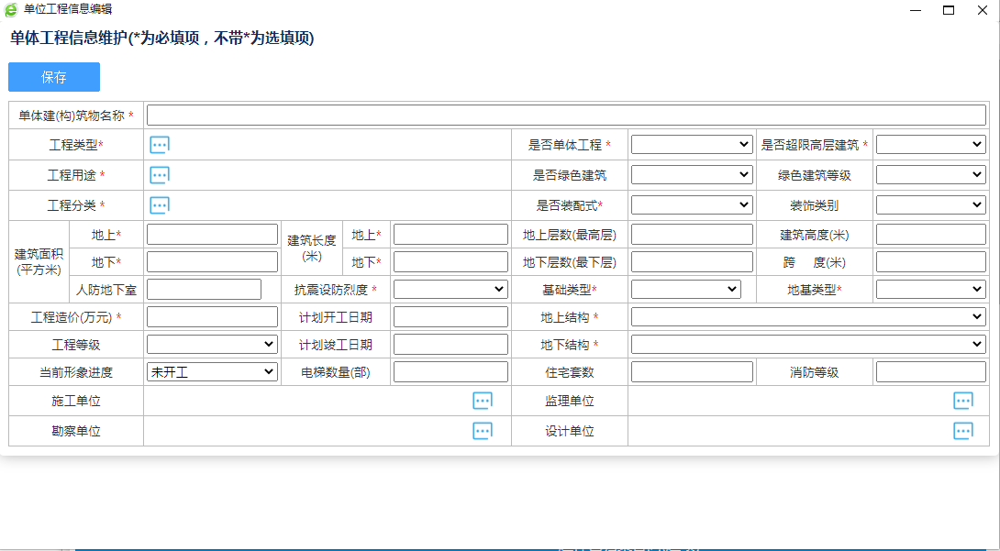 单位工程信息编辑
单体工程信息维护(*为必填项，不带*为选填项)
保存
单体建(构)筑物名称 *
工程类型* 是否单体工程 * 是否超限高层建筑 *
工程用途 * 是否绿色建筑 绿色建筑等级
工程分类 * 是否装配式* 装饰类别
建筑面积(平方米) 地上* 建筑长度(米) 地上* 地上层数(最高层) 建筑高度(米)
地下* 地下* 地下层数(最下层) 跨 度(米)
人防地下室 抗震设防烈度 * 基础类型* 地基类型*
工程造价(万元) * 计划开工日期 地上结构 *
工程等级 计划竣工日期 地下结构 *
当前形象进度 未开工 电梯数量(部) 住宅套数 消防等级
施工单位 监理单位
勘察单位 设计单位